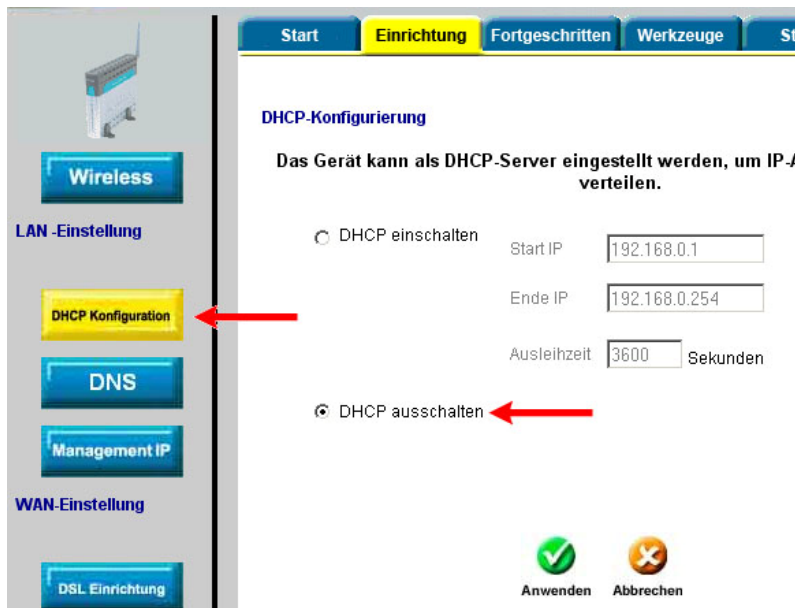 Start
Einrichtung
Fortgeschritten
Werkzeuge
Wireless
LAN -Einstellung
DHCP Konfiguration
DNS
Management IP
WAN-Einstellung
DSL Einrichtung
DHCP-Konfigurierung
Das Gerät kann als DHCP-Server eingestellt werden, um
verteilen.
DHCP einschalten
Start IP 192.168.0.1
Ende IP 192.168.0.254
Ausleihzeit 3600 Sekunden
DHCP ausschalten
Anwenden
Abbrechen